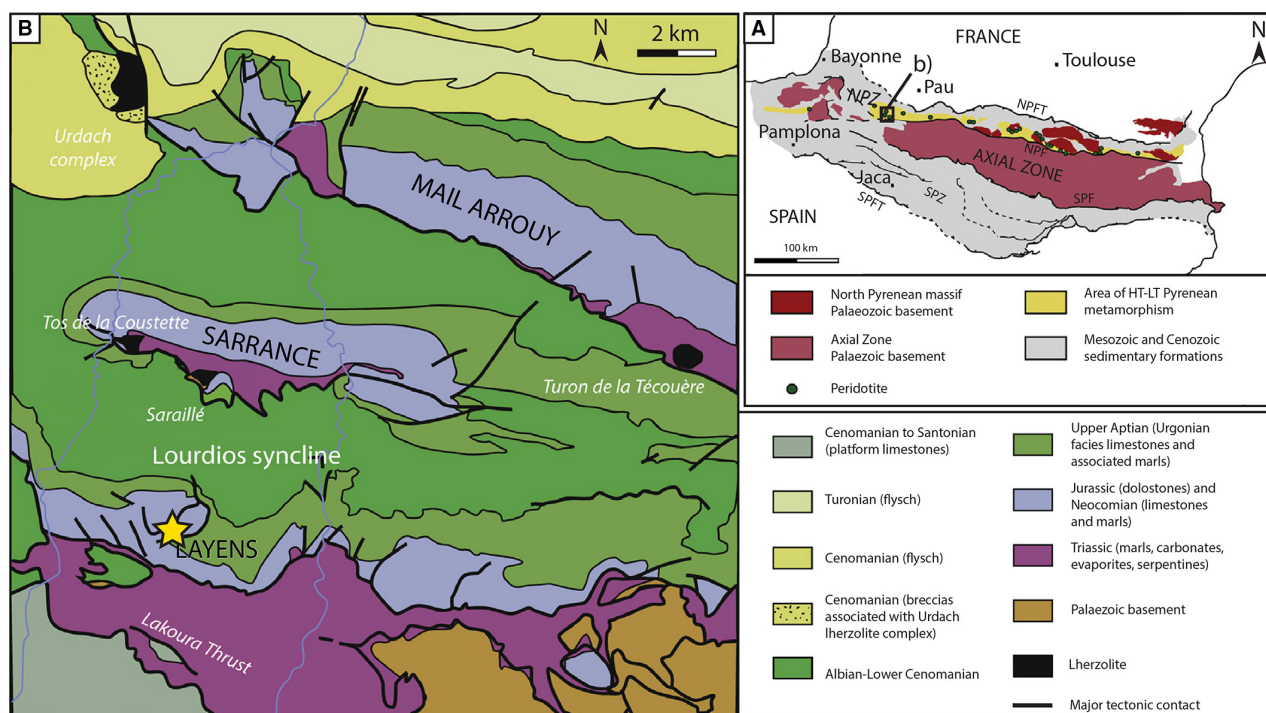 B
N
2 km
Urdach
complex
MAIL ARROUY
Tos de la Coustette
SARRANCE
Turon de la Técouère
Saraillé
Lourdios syncline
LAYENS
Lakoura Thrust
A
N
FRANCE
Bayonne
Toulouse
b)
Pau
NPZ
NPFT
Pamplona
NPF
AXIAL ZONE
Jaca
SPZ
SPF
SPFT
SPAIN
100 km
North Pyrenean massif
Palaeozoic basement
Axial Zone
Palaezoic basement
Peridotite
Area of HT-LT Pyrenean
metamorphism
Mesozoic and Cenozoic
sedimentary formations
Cenomanian to Santonian
(platform limestones)
Turonian (flysch)
Cenomanian (flysch)
Cenomanian (breccias
associated with Urdach
lherzolite complex)
Albian-Lower Cenomanian
Upper Aptian (Urgonian
facies limestones and
associated marls)
Jurassic (dolostones) and
Neocomian (limestones
and marls)
Triassic (marls, carbonates,
evaporites, serpentines)
Palaezoic basement
Lherzolite
Major tectonic contact